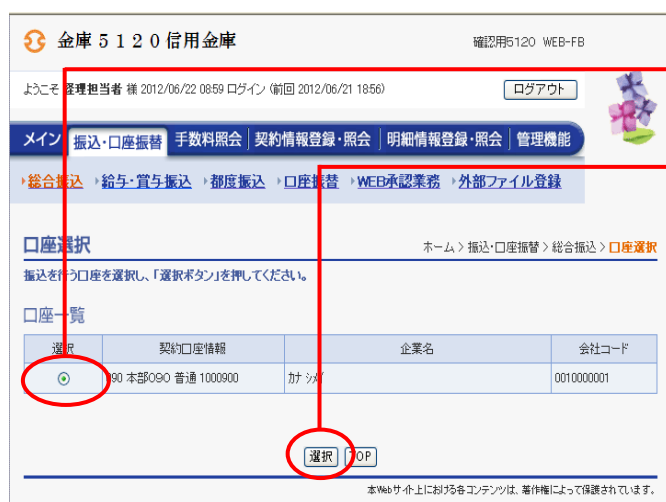 金庫5120信用金庫
確認用5120 WEB-FB
ようこそ 経理担当者 様 2012/06/22 0859 ログイン (前回 2012/06/21 1856)
ログアウト
メイン 振込・口座振替 手数料照会 契約情報登録・照会 明細情報登録・照会 管理機能
総合振込 給与・賞与振込 都度振込 口座振替 WEB承認業務 外部ファイル登録
口座選択
ホーム > 振込・口座振替 > 総合振込 > 口座選択
振込を行う口座を選択し、「選択ボタン」を押してください。
口座一覧
選択 契約口座情報 企業名 会社コード
090 本部090 普通 1000900 カナ シメイ 0010000001
選択 TOP
本Webサイト上における各コンテンツは、著作権によって保護されています。